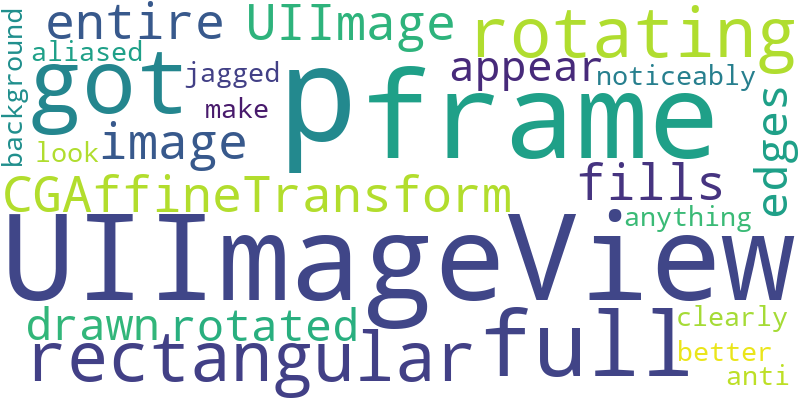 background
aliased
entire
UIImage
rotating
got
jagged
make
p
frame
appear
noticeably
look
image
edges
CGAffineTransform
fills
anything
UIImageView
drawn
rotated
rectangular
full
clearly
better
anti